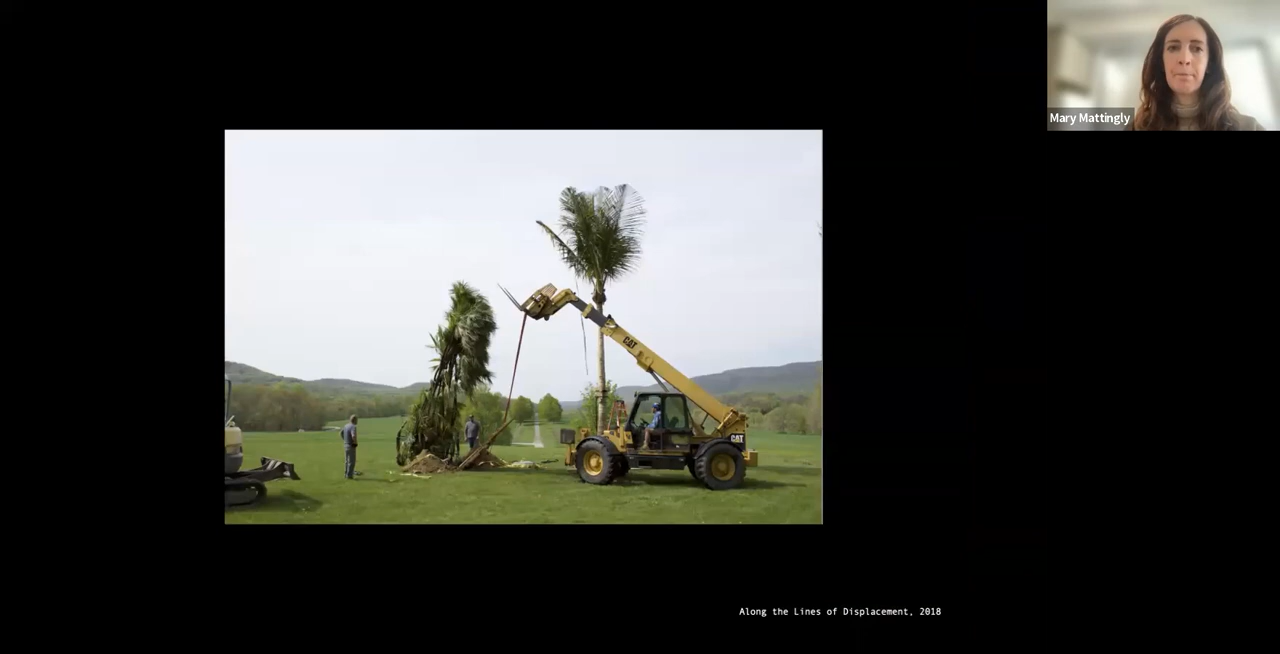 Mary Mattingly
CAT
CAT
Along the Lines of Displacement, 2018